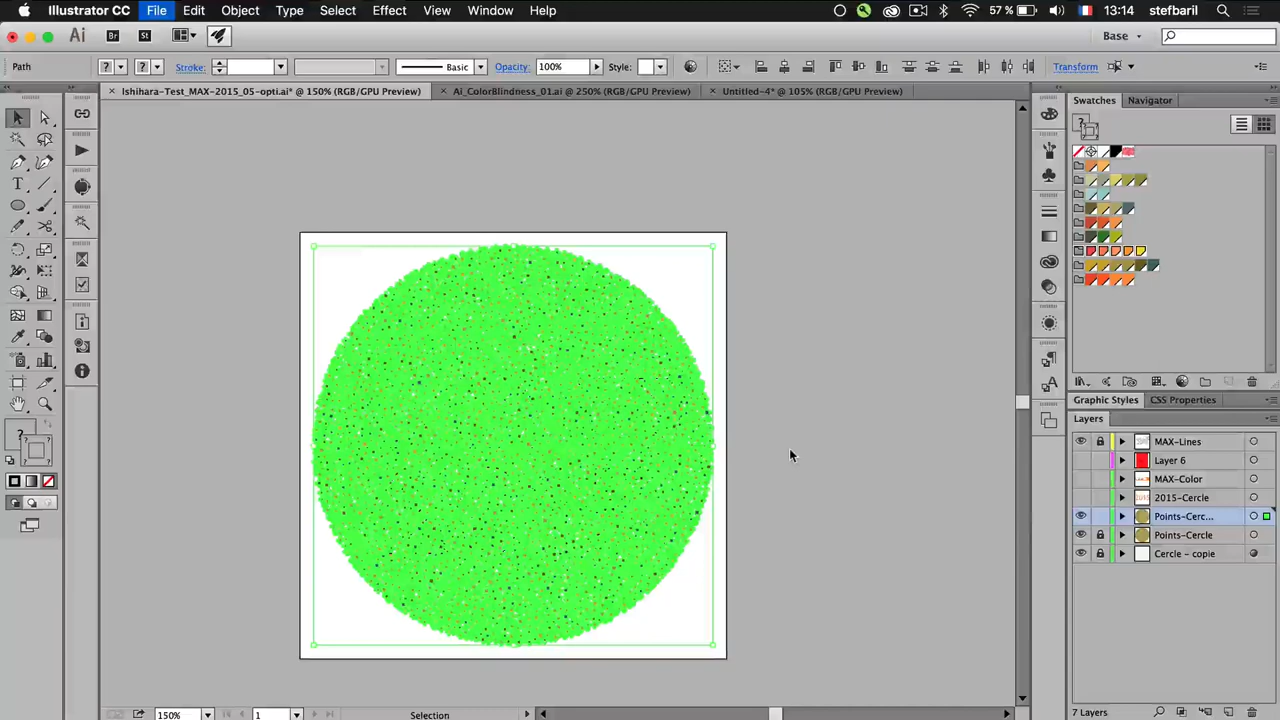 Illustrator CC File Edit Object Type Select Effect View Window Help 57 % 13:14 stefbaril
Ai Br St Base
Path ? ? Stroke: Basic Opacity: 100% Style: Transform
Ishihara-Test_MAX-2015_05-opti.ai* @ 150% (RGB/GPU Preview) Ai_ColorBlindness_01.ai @ 250% (RGB/GPU Preview) Untitled-4* @ 105% (RGB/GPU Preview)
Swatches Navigator
?
Graphic Styles CSS Properties
Layers
MAX-Lines
Layer 6
MAX-Color
2015-Cercle
Points-Cerc...
Points-Cercle
Cercle - copie
?
150% 1 Selection 7 Layers